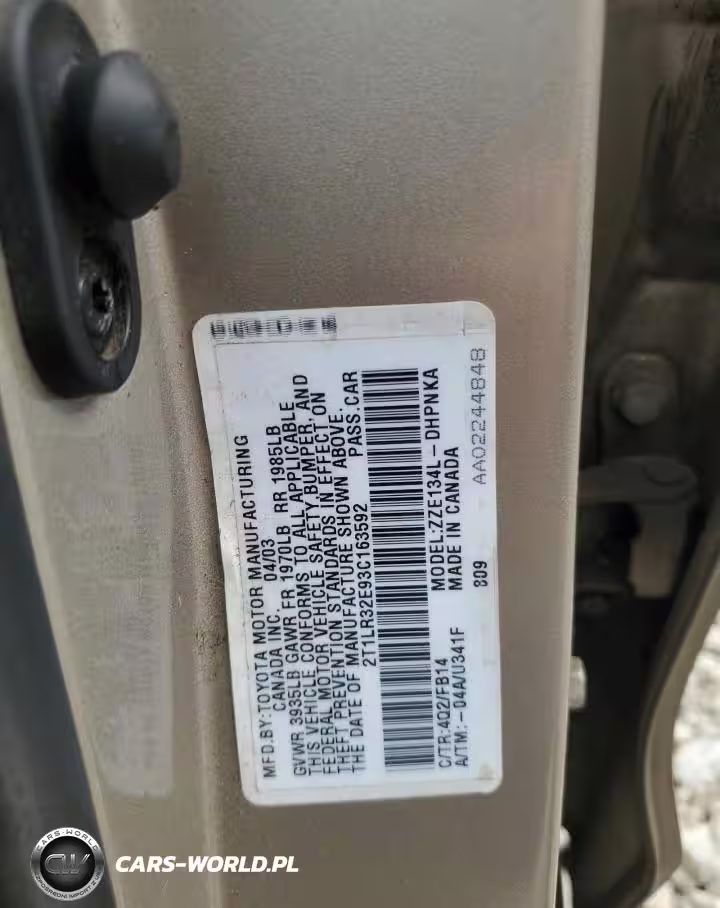 MFD.BY:TOYOTA MOTOR MANUFACTURING
CANADA INC. 04/03
GVWR 3935LB GAWR FR 1970LB RR 1985LB
THIS VEHICLE CONFORMS TO ALL APPLICABLE
FEDERAL MOTOR VEHICLE SAFETY,BUMPER, AND
THEFT PREVENTION STANDARDS IN EFFECT ON
THE DATE OF MANUFACTURE SHOWN ABOVE.
2T1LR32E93C163592 PASS.CAR
C/TR:4Q2/FB14 MODEL:ZZE134L-DHPNKA
A/TM:-04A/U341F MADE IN CANADA
809 AA02244848
CARS-WORLD
CW
CARS-WORLD.PL